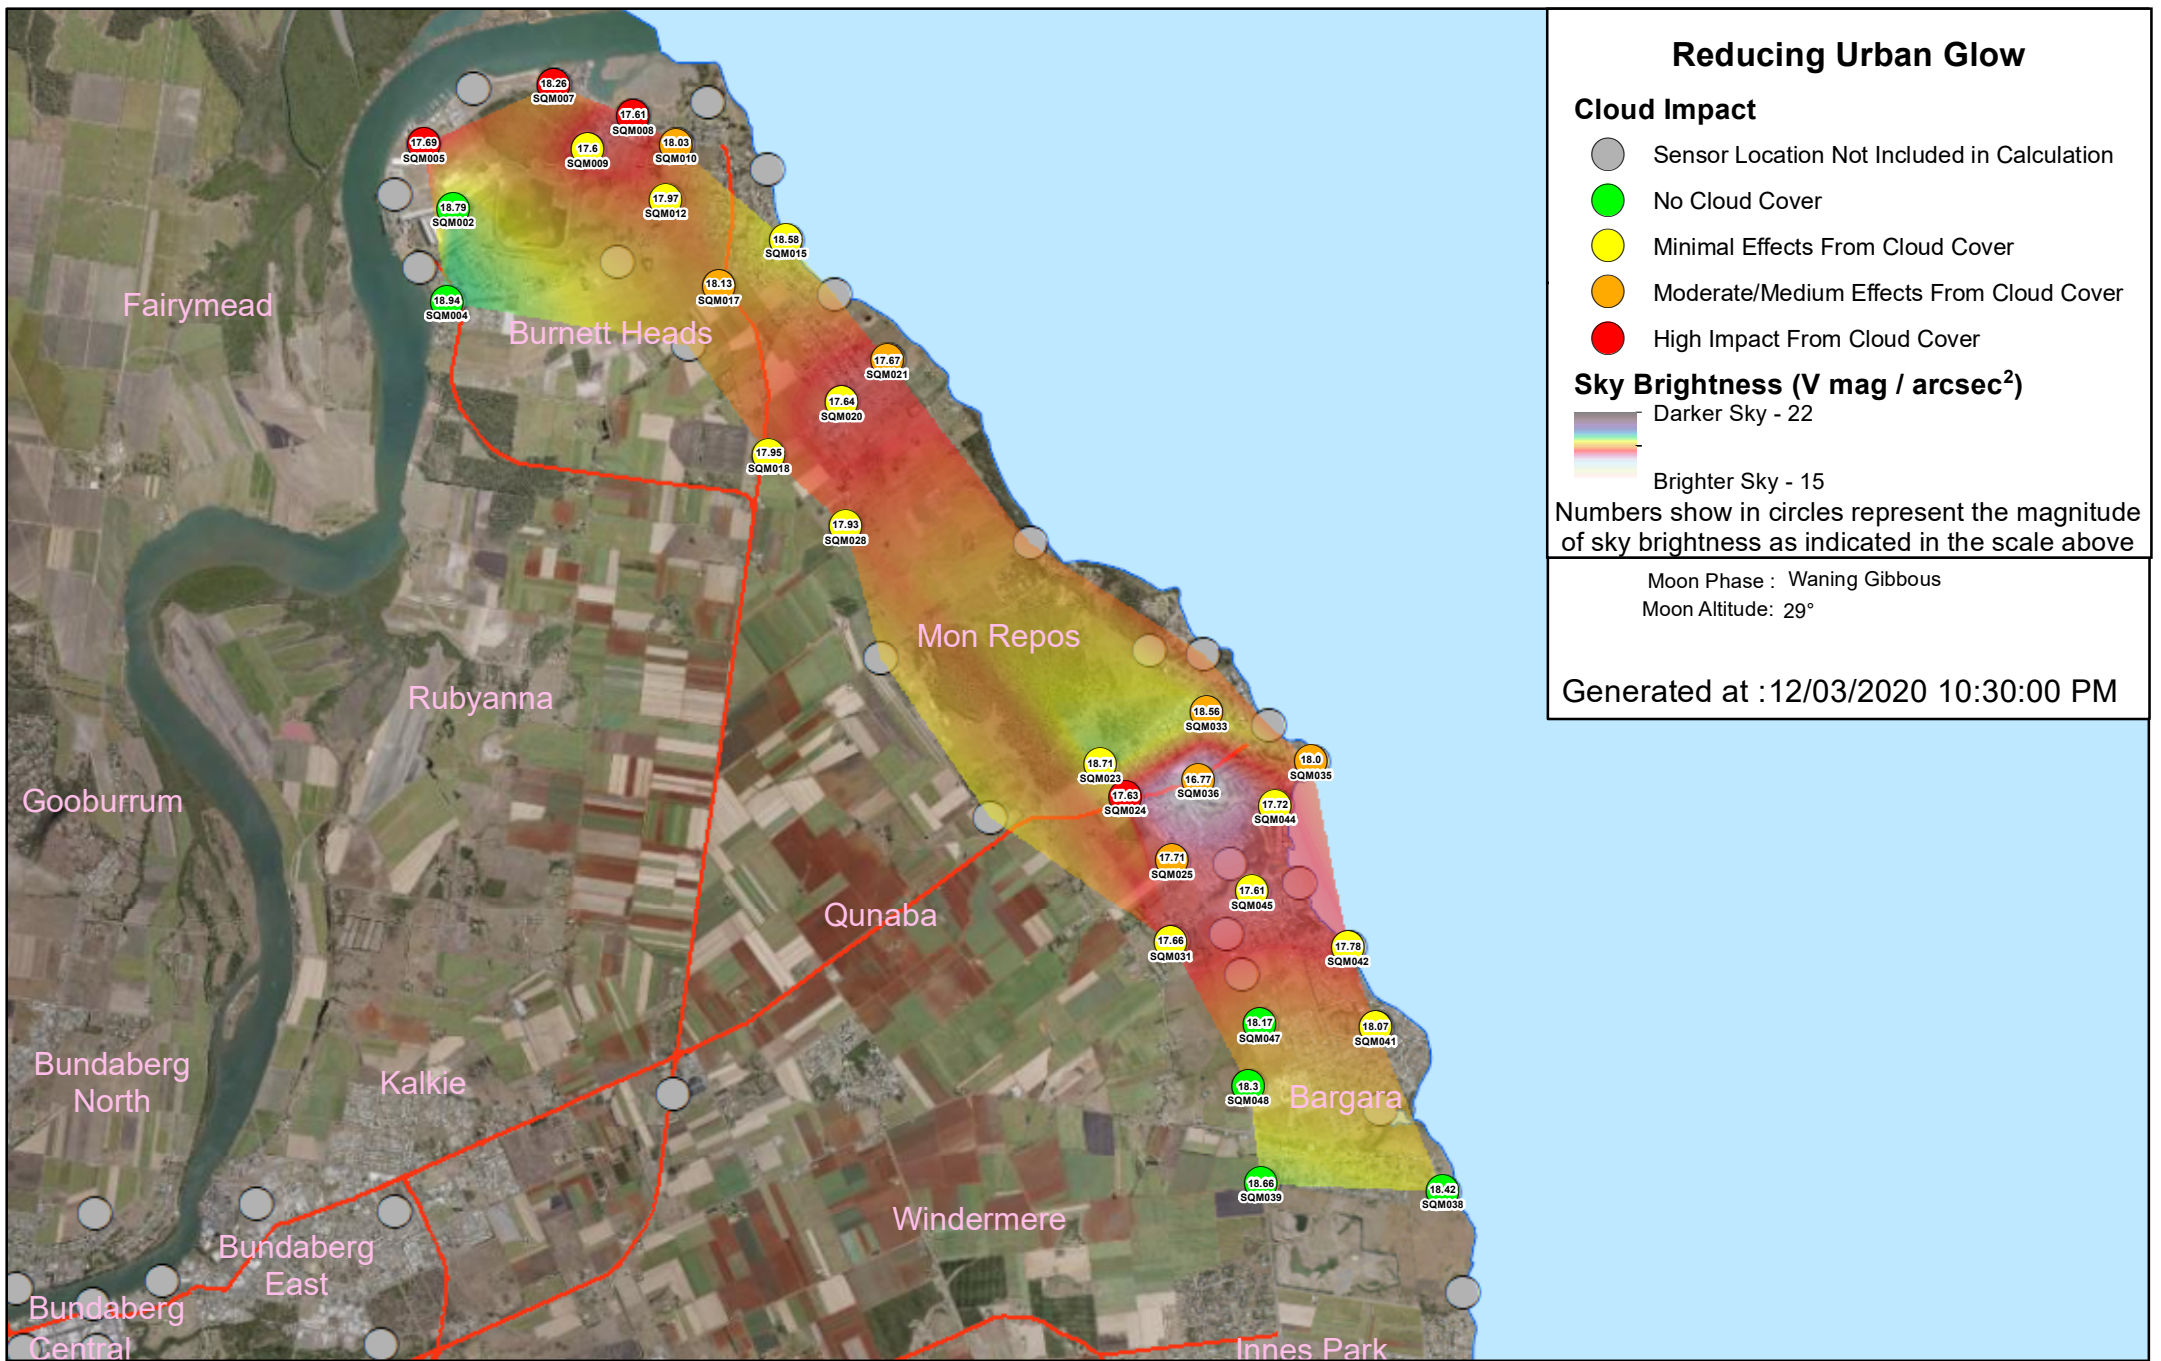 Reducing Urban Glow
Cloud Impact
Sensor Location Not Included in Calculation
No Cloud Cover
Minimal Effects From Cloud Cover
Moderate/Medium Effects From Cloud Cover
High Impact From Cloud Cover
Sky Brightness (V mag / arcsec²)
Darker Sky - 22
Brighter Sky - 15
Numbers show in circles represent the magnitude
of sky brightness as indicated in the scale above
Moon Phase : Waning Gibbous
Moon Altitude: 29°
Generated at :12/03/2020 10:30:00 PM
18.26
SQM007
17.61
SQM008
17.69
SQM005
17.6
SQM009
18.03
SQM010
18.79
SQM002
17.97
SQM012
18.58
SQM015
18.94
SQM004
18.13
SQM017
Fairymead
Burnett Heads
17.67
SQM021
17.64
SQM020
17.95
SQM018
17.93
SQM028
Mon Repos
Rubyanna
18.56
SQM033
18.71
SQM023
18.0
SQM035
17.63
SQM024
16.77
SQM036
17.72
SQM044
Gooburrum
17.71
SQM025
17.61
SQM045
Qunaba
17.66
SQM031
17.78
SQM042
18.17
SQM047
18.07
SQM041
Bundaberg
North
Kalkie
18.3
SQM048
Bargara
18.66
SQM039
18.42
SQM038
Windermere
Bundaberg
East
Bundaberg
Central
Innes Park